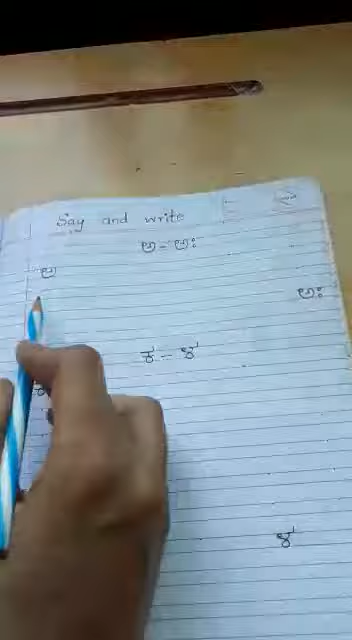 Say and write
ಅ - ಅಃ
ಅ
ಅಃ
ಕ - ಳ
ಳ